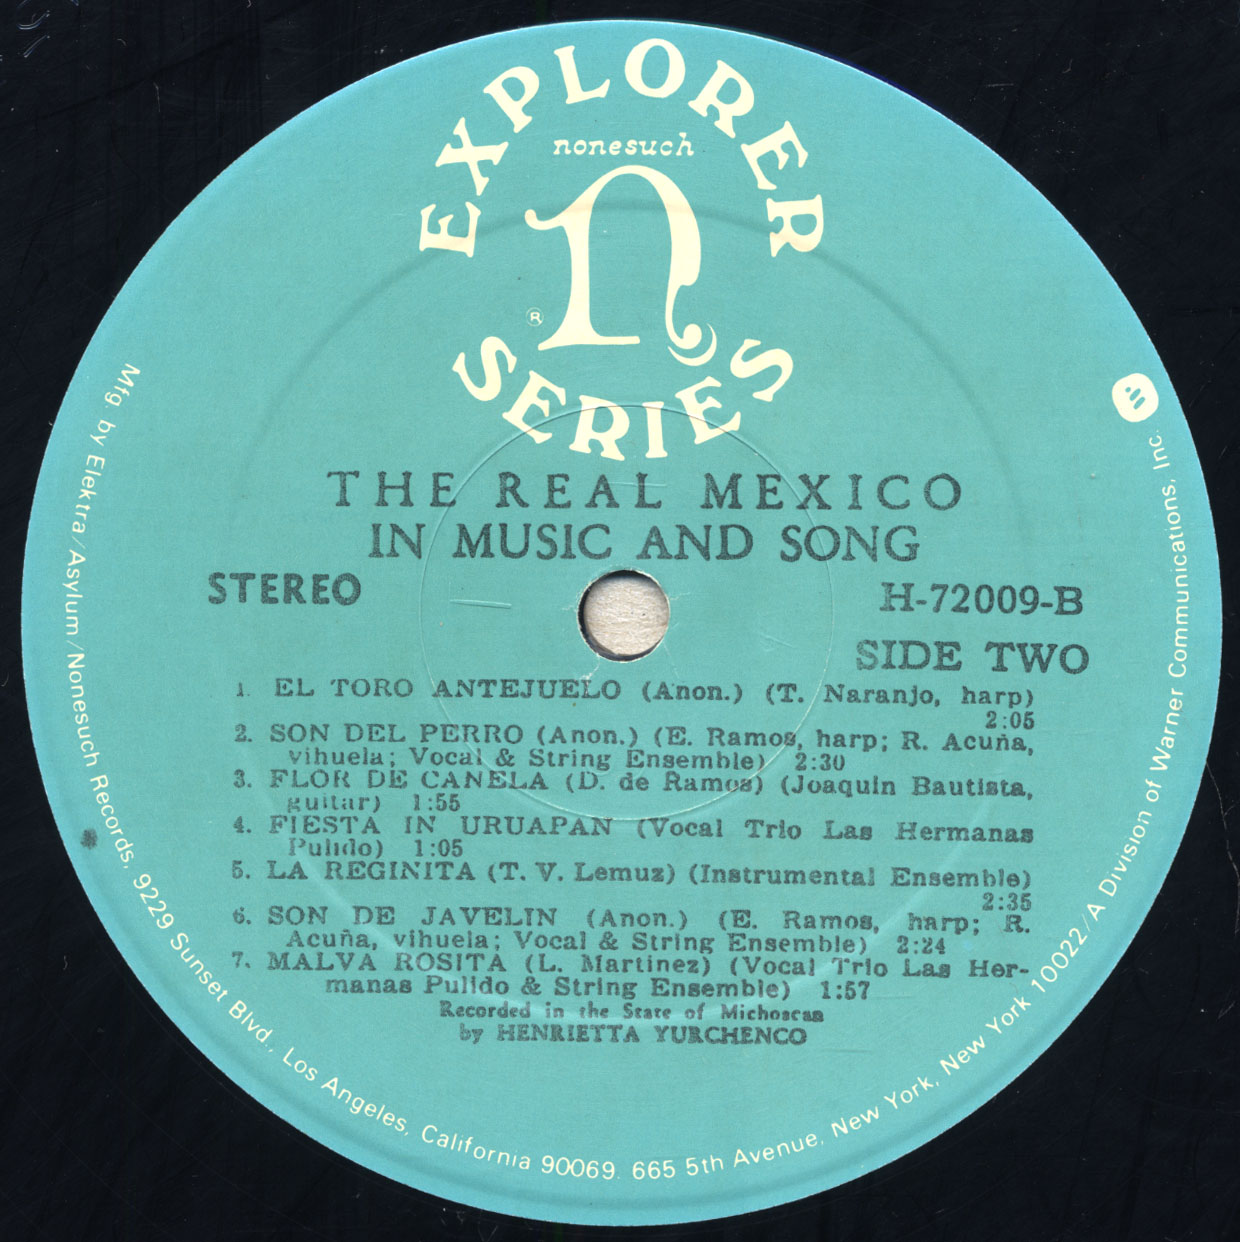 EXPLORER
nonesuch
n
®
SERIES
THE REAL MEXICO
IN MUSIC AND SONG
STEREO
H-72009-B
SIDE TWO
1. EL TORO ANTEJUELO (Anon.) (T. Naranjo, harp)
2:05
2. SON DEL PERRO (Anon.) (E. Ramos, harp; R. Acuña,
vihuela; Vocal & String Ensemble) 2:30
3. FLOR DE CANELA (D. de Ramos) (Joaquin Bautista,
guitar) 1:55
4. FIESTA IN URUAPAN (Vocal Trio Las Hermanas
Pulido) 1:05
5. LA REGINITA (T. V. Lemuz) (Instrumental Ensemble)
2:35
6. SON DE JAVELIN (Anon.) (E. Ramos, harp; R.
Acuña, vihuela; Vocal & String Ensemble) 2:24
7. MALVA ROSITA (L. Martinez) (Vocal Trio Las Her-
manas Pulido & String Ensemble) 1:57
Recorded in the State of Michoacan
by HENRIETTA YURCHENCO
Mfg. by Elektra/Asylum/Nonesuch Records, 9229 Sunset Blvd., Los Angeles, California 90069. 665 5th Avenue, New York, New York 10022/A Division of Warner Communications, Inc.